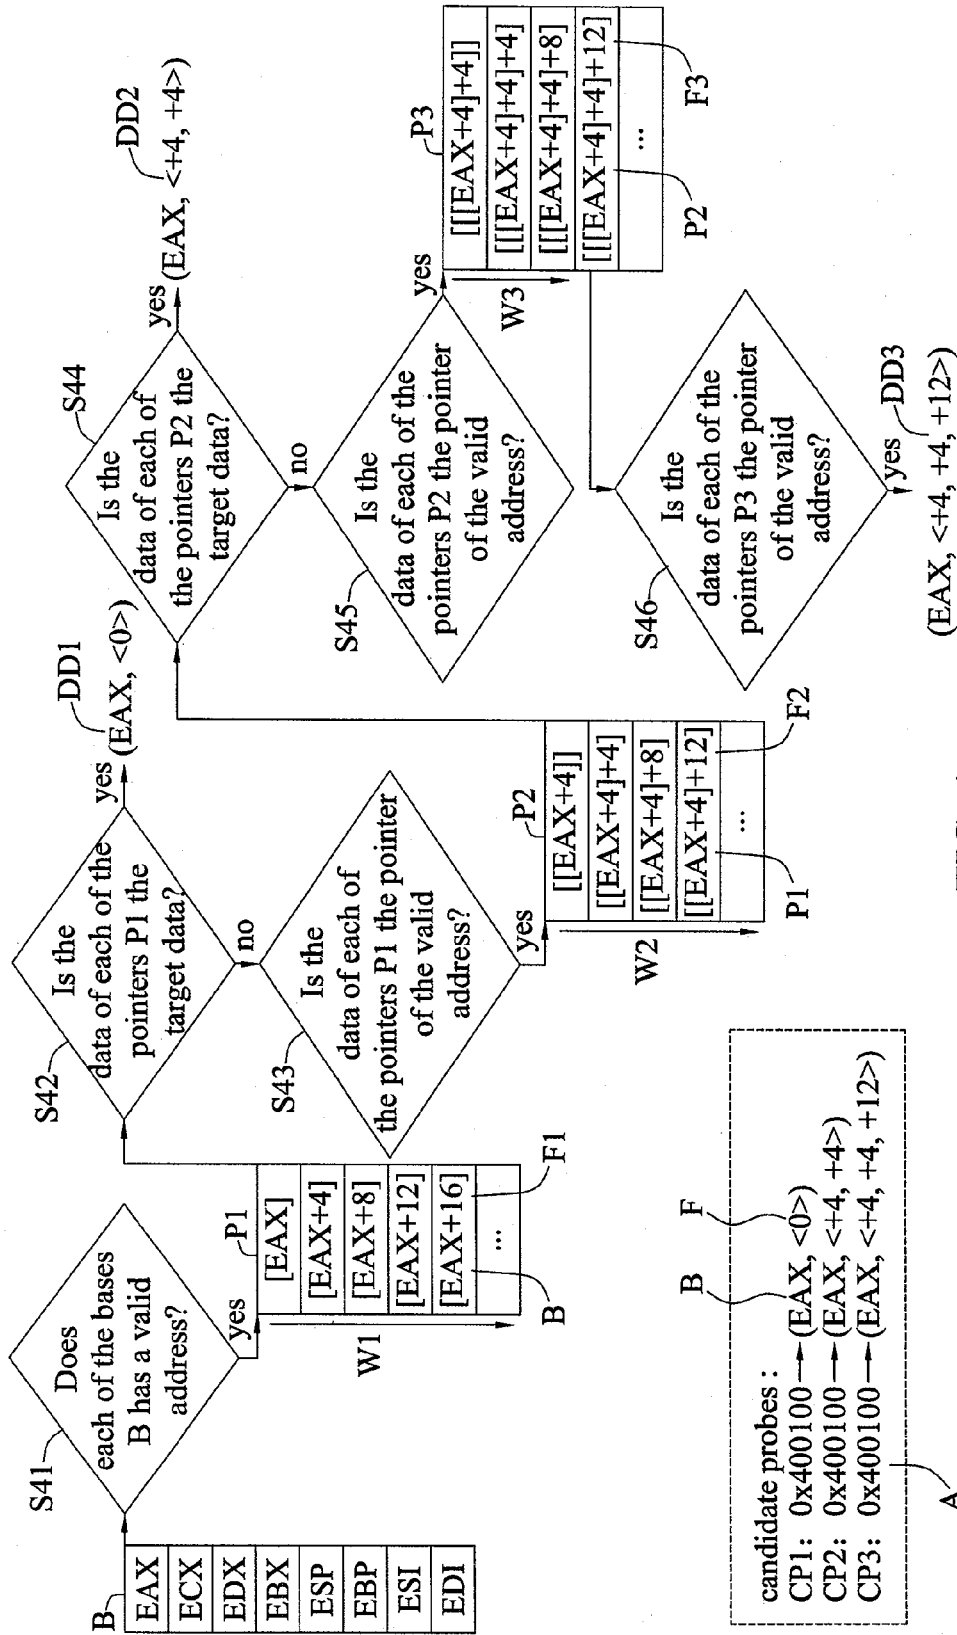 B
EAX
ECX
EDX
EBX
ESP
EBP
ESI
EDI
S41
Does
each of the bases
B has a valid
address?
yes
P1
[EAX]
[EAX+4]
[EAX+8]
[EAX+12]
[EAX+16]
...
W1
B
F1
S42
Is the
data of each of the
pointers P1 the
target data?
yes
DD1
(EAX, <0>)
no
S43
Is the
data of each of
the pointers P1 the pointer
of the valid
address?
yes
P2
[[EAX+4]]
[[EAX+4]+4]
[[EAX+4]+8]
[[EAX+4]+12]
...
W2
P1
F2
S44
Is the
data of each of
the pointers P2 the
target data?
yes
DD2
(EAX, <+4, +4>)
no
S45
Is the
data of each of the
pointers P2 the pointer
of the valid
address?
yes
P3
[[[EAX+4]+4]]
[[[EAX+4]+4]+4]
[[[EAX+4]+4]+8]
[[[EAX+4]+4]+12]
...
W3
P2
F3
S46
Is the
data of each of the
pointers P3 the pointer
of the valid
address?
yes
DD3
(EAX, <+4, +4, +12>)
B
F
candidate probes :
CP1: 0x400100 (EAX, <0>)
CP2: 0x400100 (EAX, <+4, +4>)
CP3: 0x400100 (EAX, <+4, +4, +12>)
A